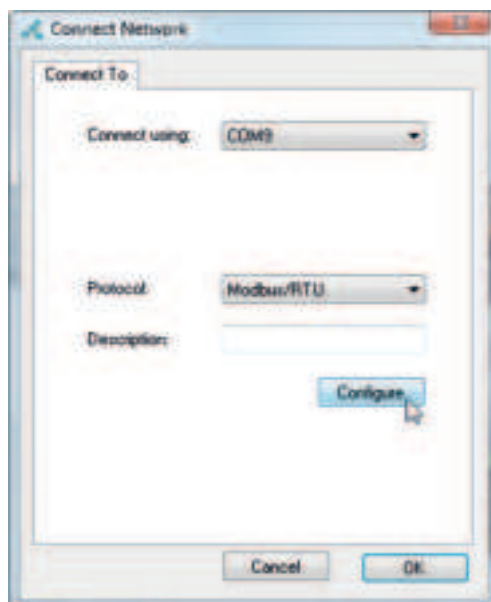 Connect Network
Connect To
Connect using: COM9
Protocol: Modbus/RTU
Description:
Configure
Cancel OK